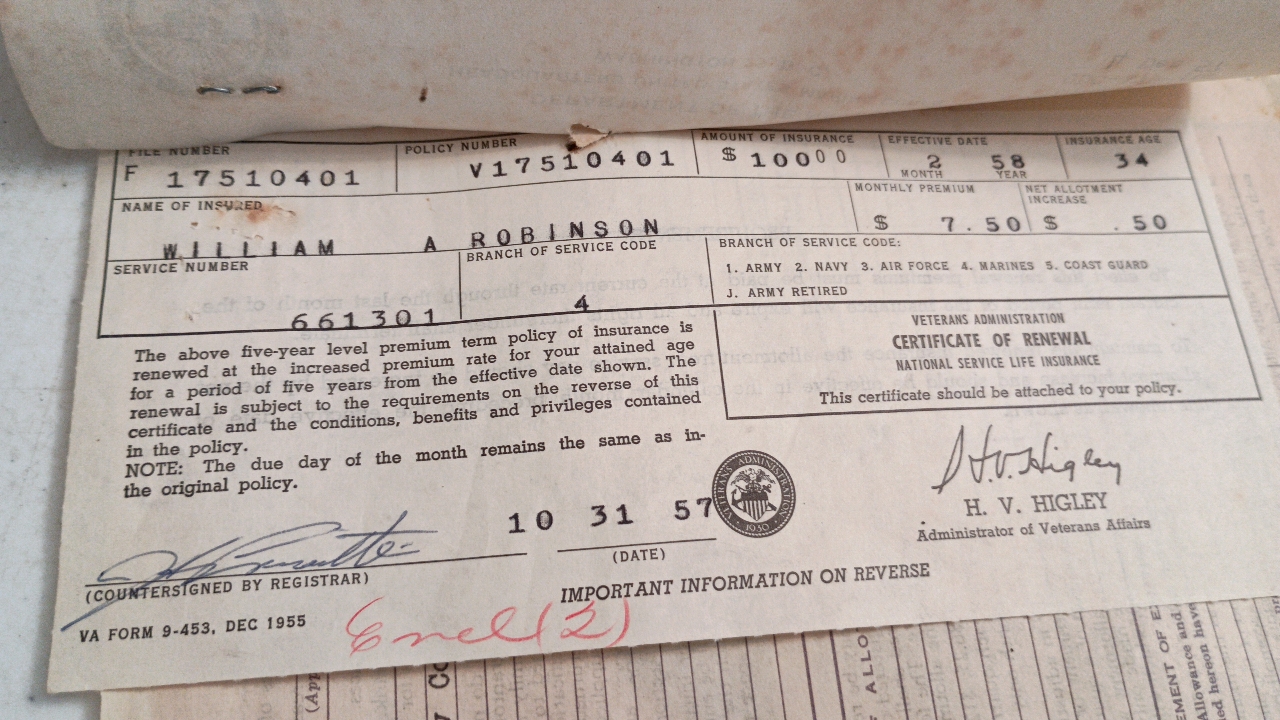 FILE NUMBER
F 17510401
POLICY NUMBER
V17510401
AMOUNT OF INSURANCE
$ 10000
EFFECTIVE DATE
2 58
MONTH YEAR
INSURANCE AGE
34
NAME OF INSURED
WILLIAM A ROBINSON
MONTHLY PREMIUM
$ 7.50
NET ALLOTMENT
INCREASE
$ .50
SERVICE NUMBER
661301
BRANCH OF SERVICE CODE
4
BRANCH OF SERVICE CODE:
1. ARMY 2. NAVY 3. AIR FORCE 4. MARINES 5. COAST GUARD
J. ARMY RETIRED
The above five-year level premium term policy of insurance is
renewed at the increased premium rate for your attained age
for a period of five years from the effective date shown. The
renewal is subject to the requirements on the reverse of this
certificate and the conditions, benefits and privileges contained
in the policy.
NOTE: The due day of the month remains the same as in-
the original policy.
VETERANS ADMINISTRATION
CERTIFICATE OF RENEWAL
NATIONAL SERVICE LIFE INSURANCE
This certificate should be attached to your policy.
H.V. Higley
H. V. HIGLEY
Administrator of Veterans Affairs
VETERANS ADMINISTRATION
1930
10 31 57
(DATE)
(COUNTERSIGNED BY REGISTRAR)
IMPORTANT INFORMATION ON REVERSE
VA FORM 9-453, DEC 1955
Encl (2)